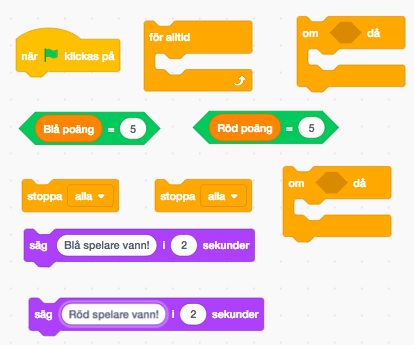 när klickas på
för alltid
om då
Blå poäng = 5
Röd poäng = 5
stoppa alla
stoppa alla
om då
säg Blå spelare vann! i 2 sekunder
säg Röd spelare vann! i 2 sekunder